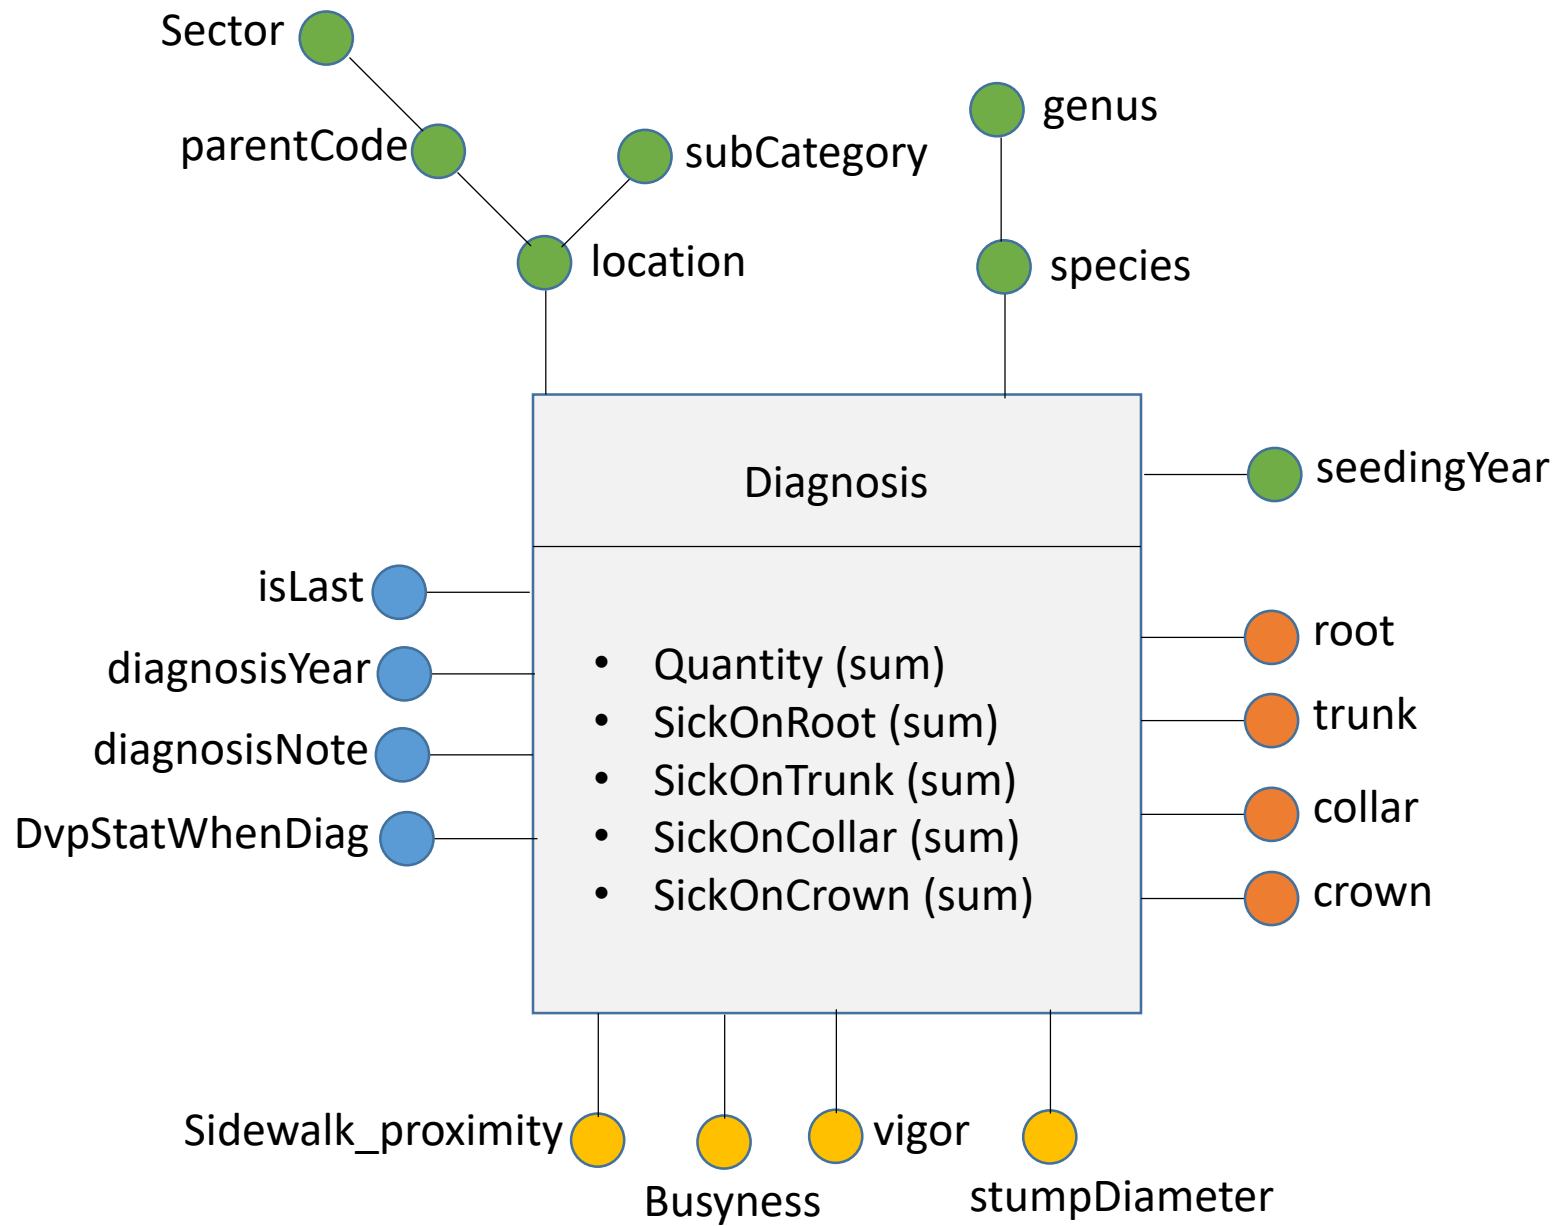 Sector
genus
parentCode
subCategory
location
species
Diagnosis
seedingYear
isLast
diagnosisYear
diagnosisNote
DvpStatWhenDiag
• Quantity (sum)
• SickOnRoot (sum)
• SickOnTrunk (sum)
• SickOnCollar (sum)
• SickOnCrown (sum)
root
trunk
collar
crown
Sidewalk_proximity
Busyness
vigor
stumpDiameter